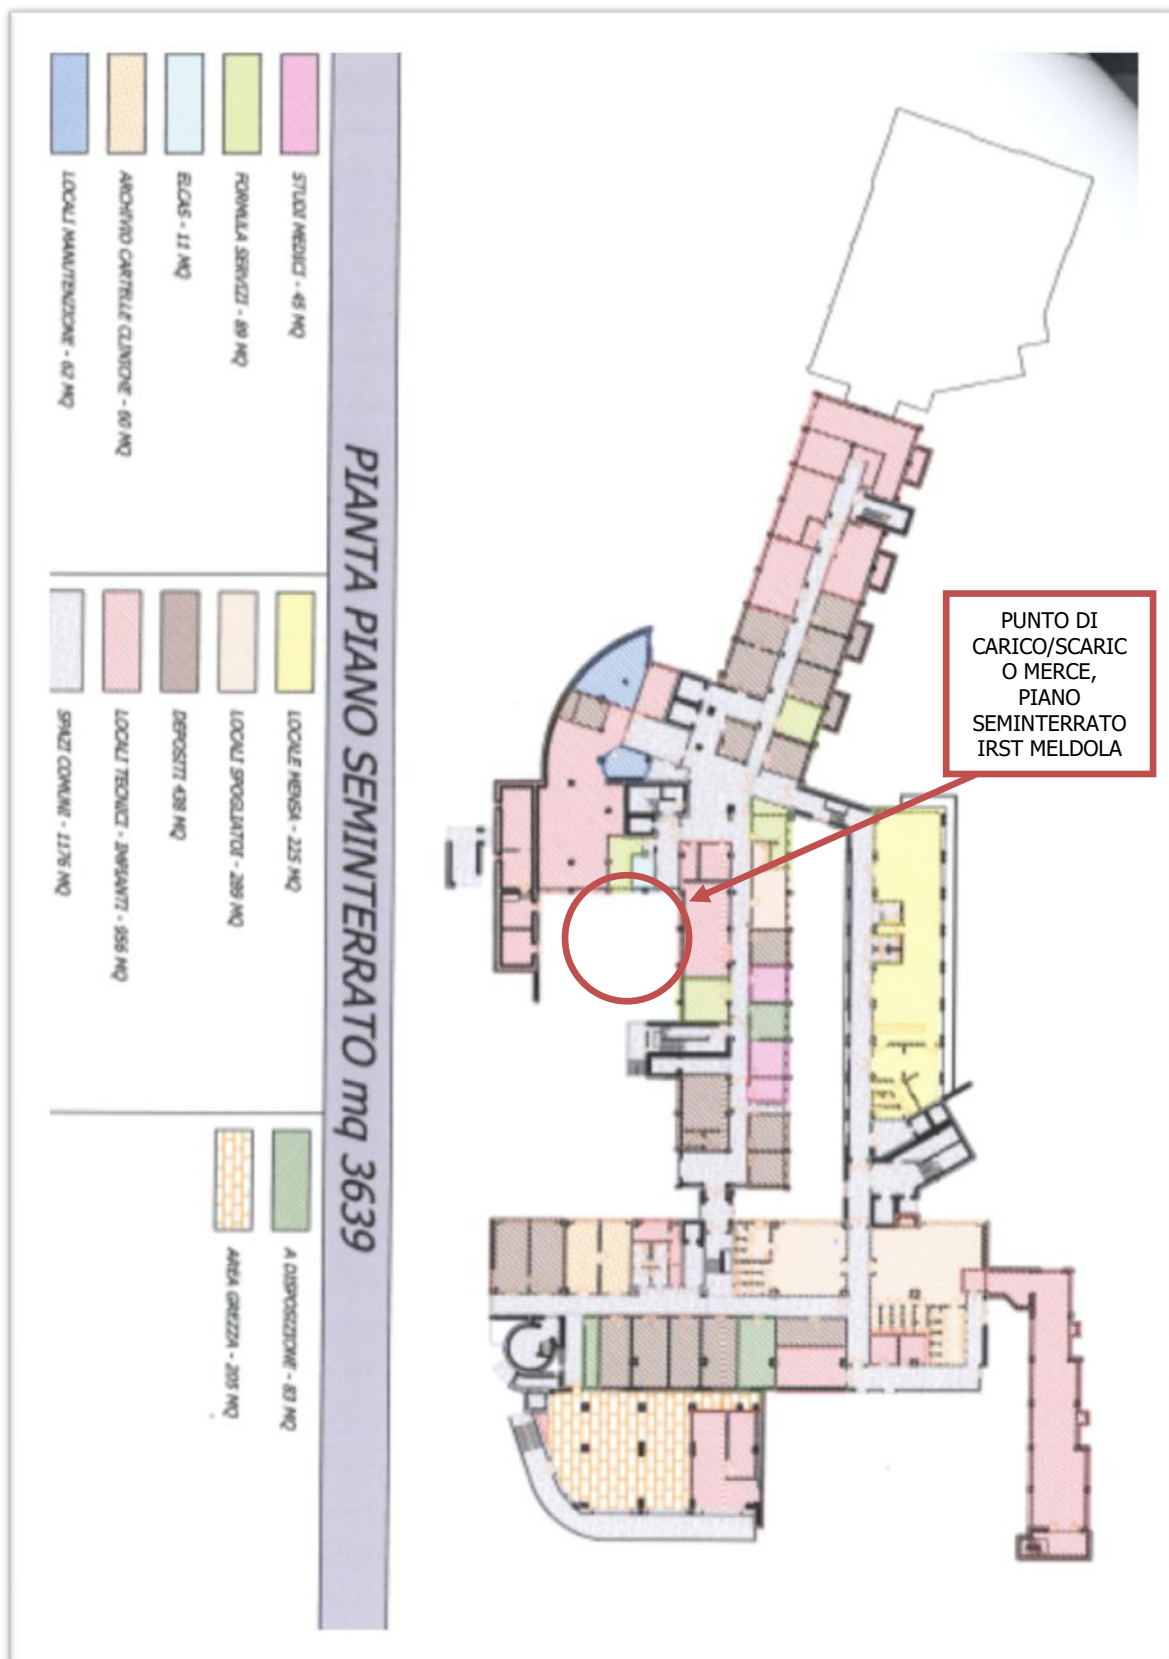 PIANTA PIANO SEMINTERRATO mq 3639
STUDI MEDICI - 45 MQ
FORMULA SERVIZI - 89 MQ
ELCAS - 11 MQ
ARCHIVIO CARTELLE CLINICHE - 60 MQ
LOCALI MANUTENZIONE - 62 MQ
LOCALE MENSA - 225 MQ
LOCALI SPOGLIATOI - 289 MQ
DEPOSITI 438 MQ
LOCALI TECNICI - IMPIANTI - 956 MQ
SPAZI COMUNI - 1176 MQ
A DISPOSIZIONE - 83 MQ
AREA GREZZA - 205 MQ
PUNTO DI
CARICO/SCARIC
O MERCE,
PIANO
SEMINTERRATO
IRST MELDOLA